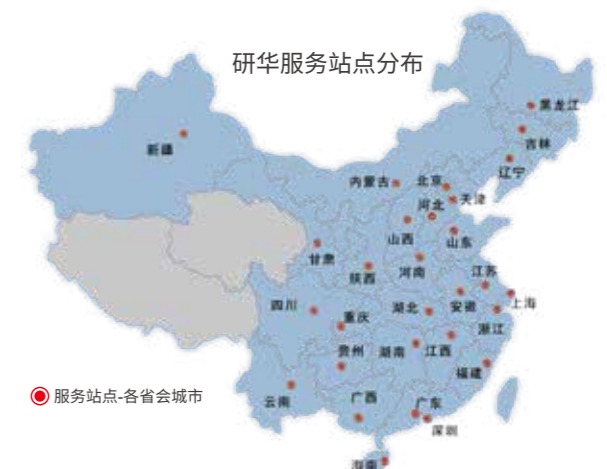 研华服务站点分布
黑龙江
吉林
新疆
辽宁
内蒙古
北京
天津
河北
山西
山东
甘肃
陕西
河南
江苏
四川
重庆
湖北
安徽
上海
浙江
贵州
湖南
江西
福建
服务站点-各省会城市
云南
广西
广东
深圳
海南